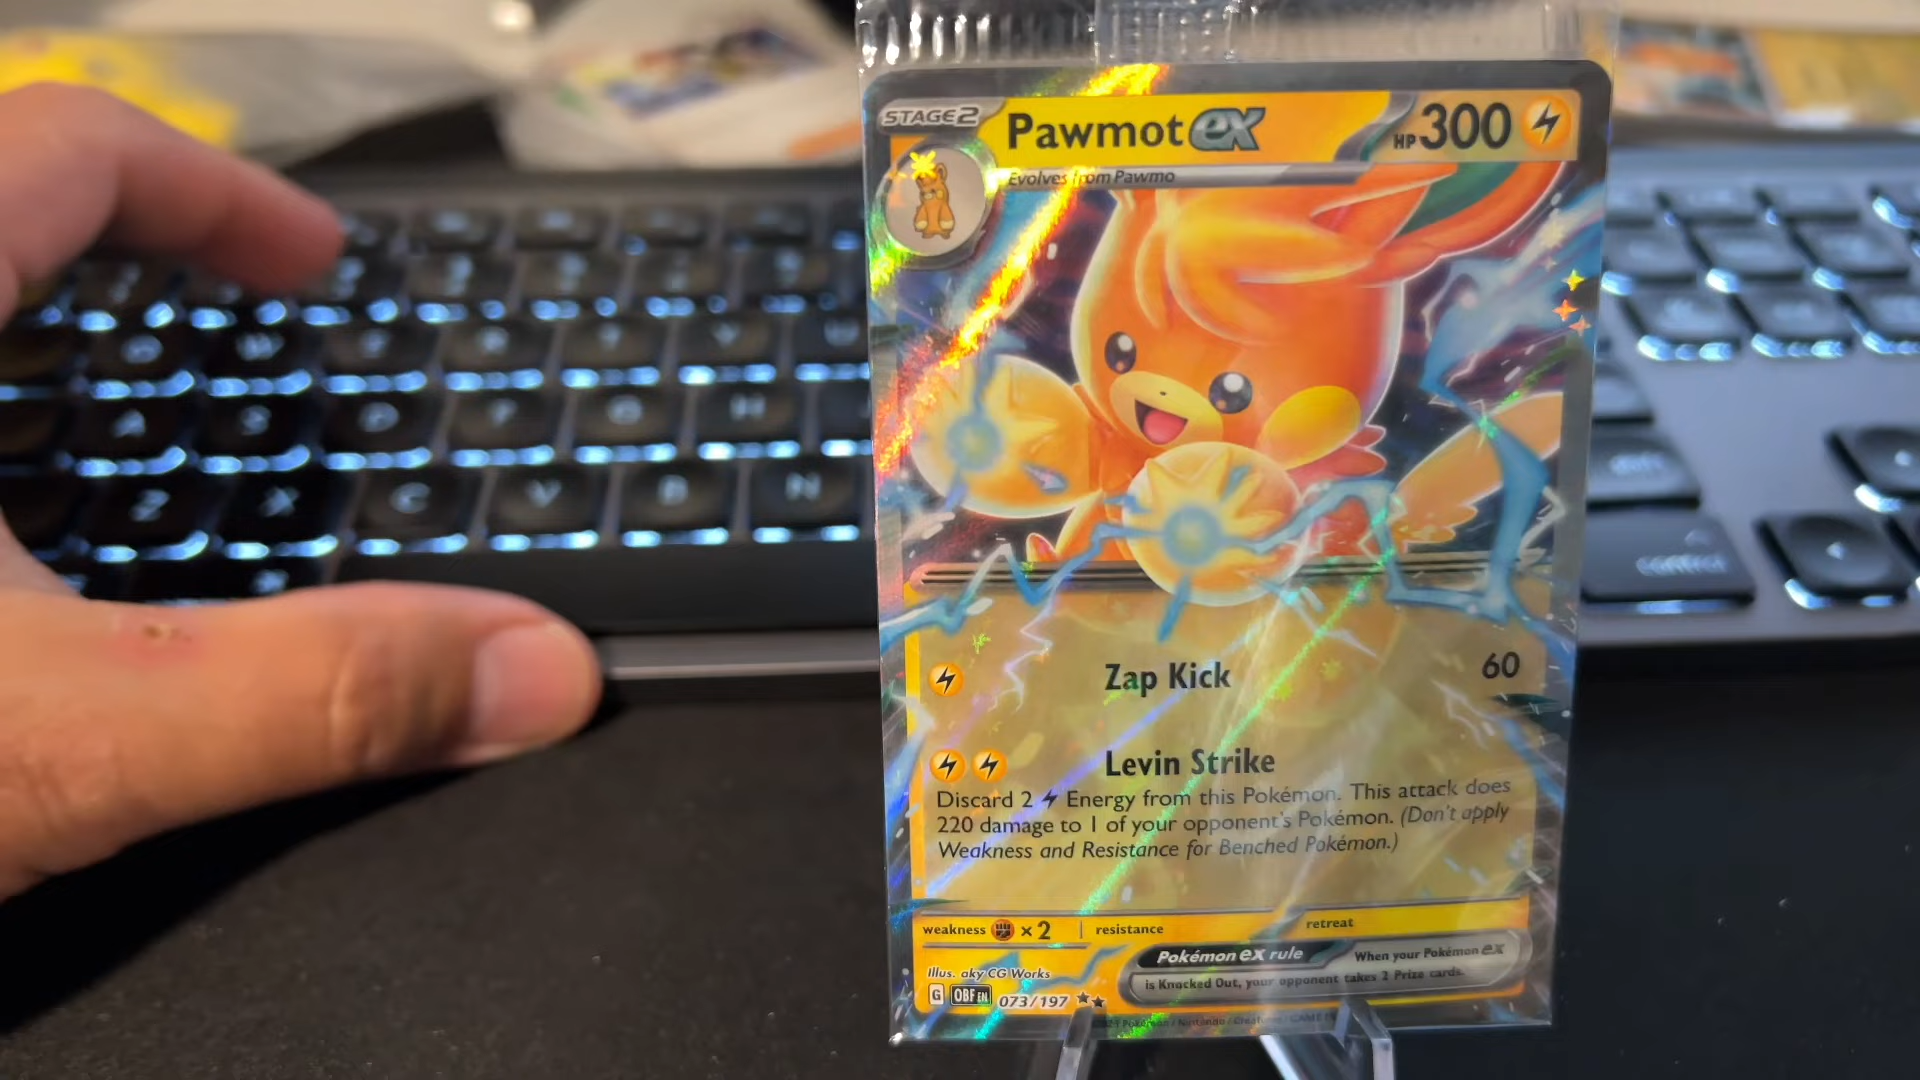 STAGE2
Pawmot ex
HP 300
Evolves from Pawmo
Zap Kick
60
Levin Strike
Discard 2 Energy from this Pokémon. This attack does
220 damage to 1 of your opponent's Pokémon. (Don't apply
Weakness and Resistance for Benched Pokémon.)
weakness ×2
resistance
retreat
Pokémon ex rule
When your Pokémon ex
is Knocked Out, your opponent takes 2 Prize cards.
Illus. aky CG Works
G OBF EN 073/197
W
A S D F G H
Z X C V B N
control